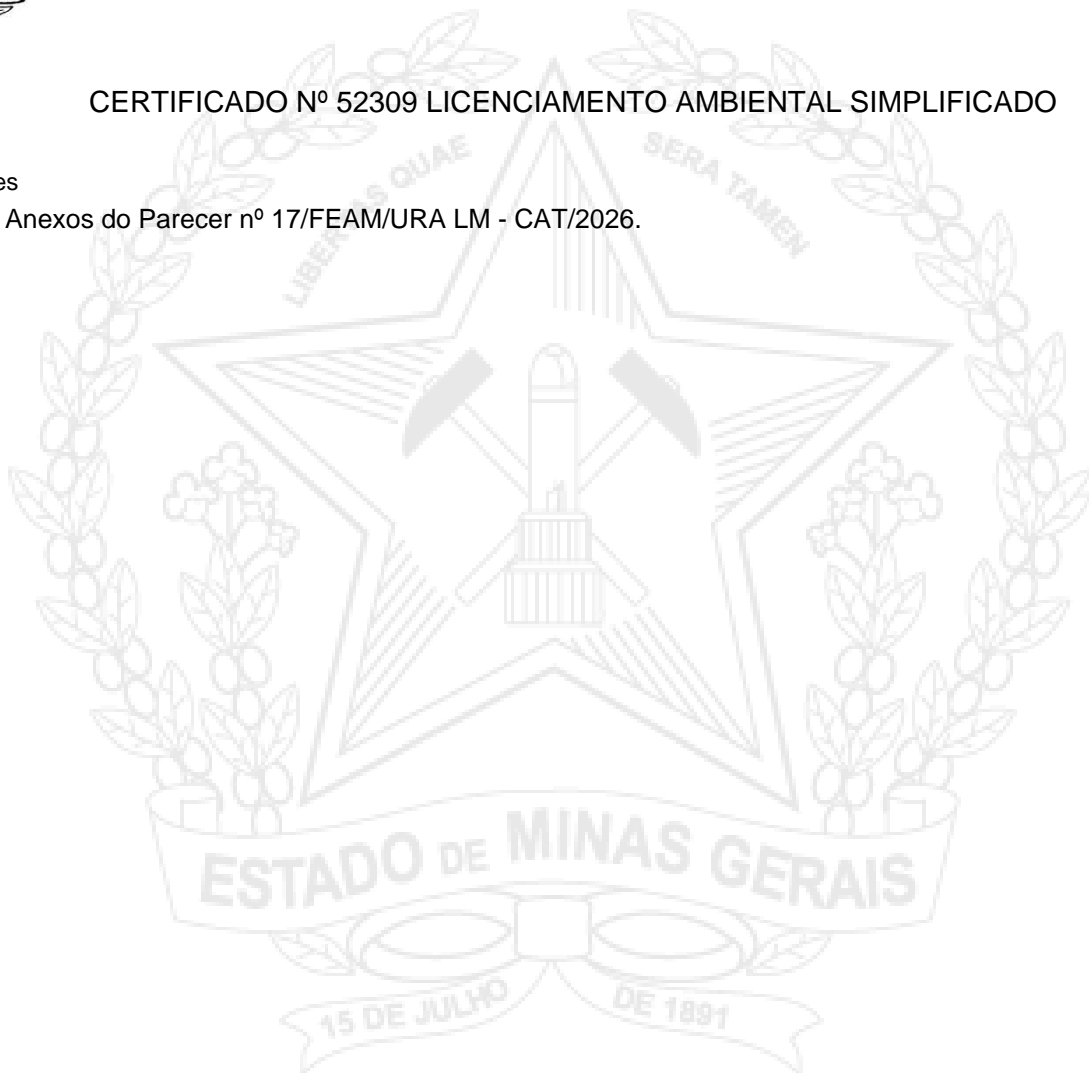 CERTIFICADO Nº 52309 LICENCIAMENTO AMBIENTAL SIMPLIFICADO
es
Anexos do Parecer nº 17/FEAM/URA LM - CAT/2026.
LIBERTAS QUAE SERA TAMEN
ESTADO DE MINAS GERAIS
15 DE JULHO DE 1891